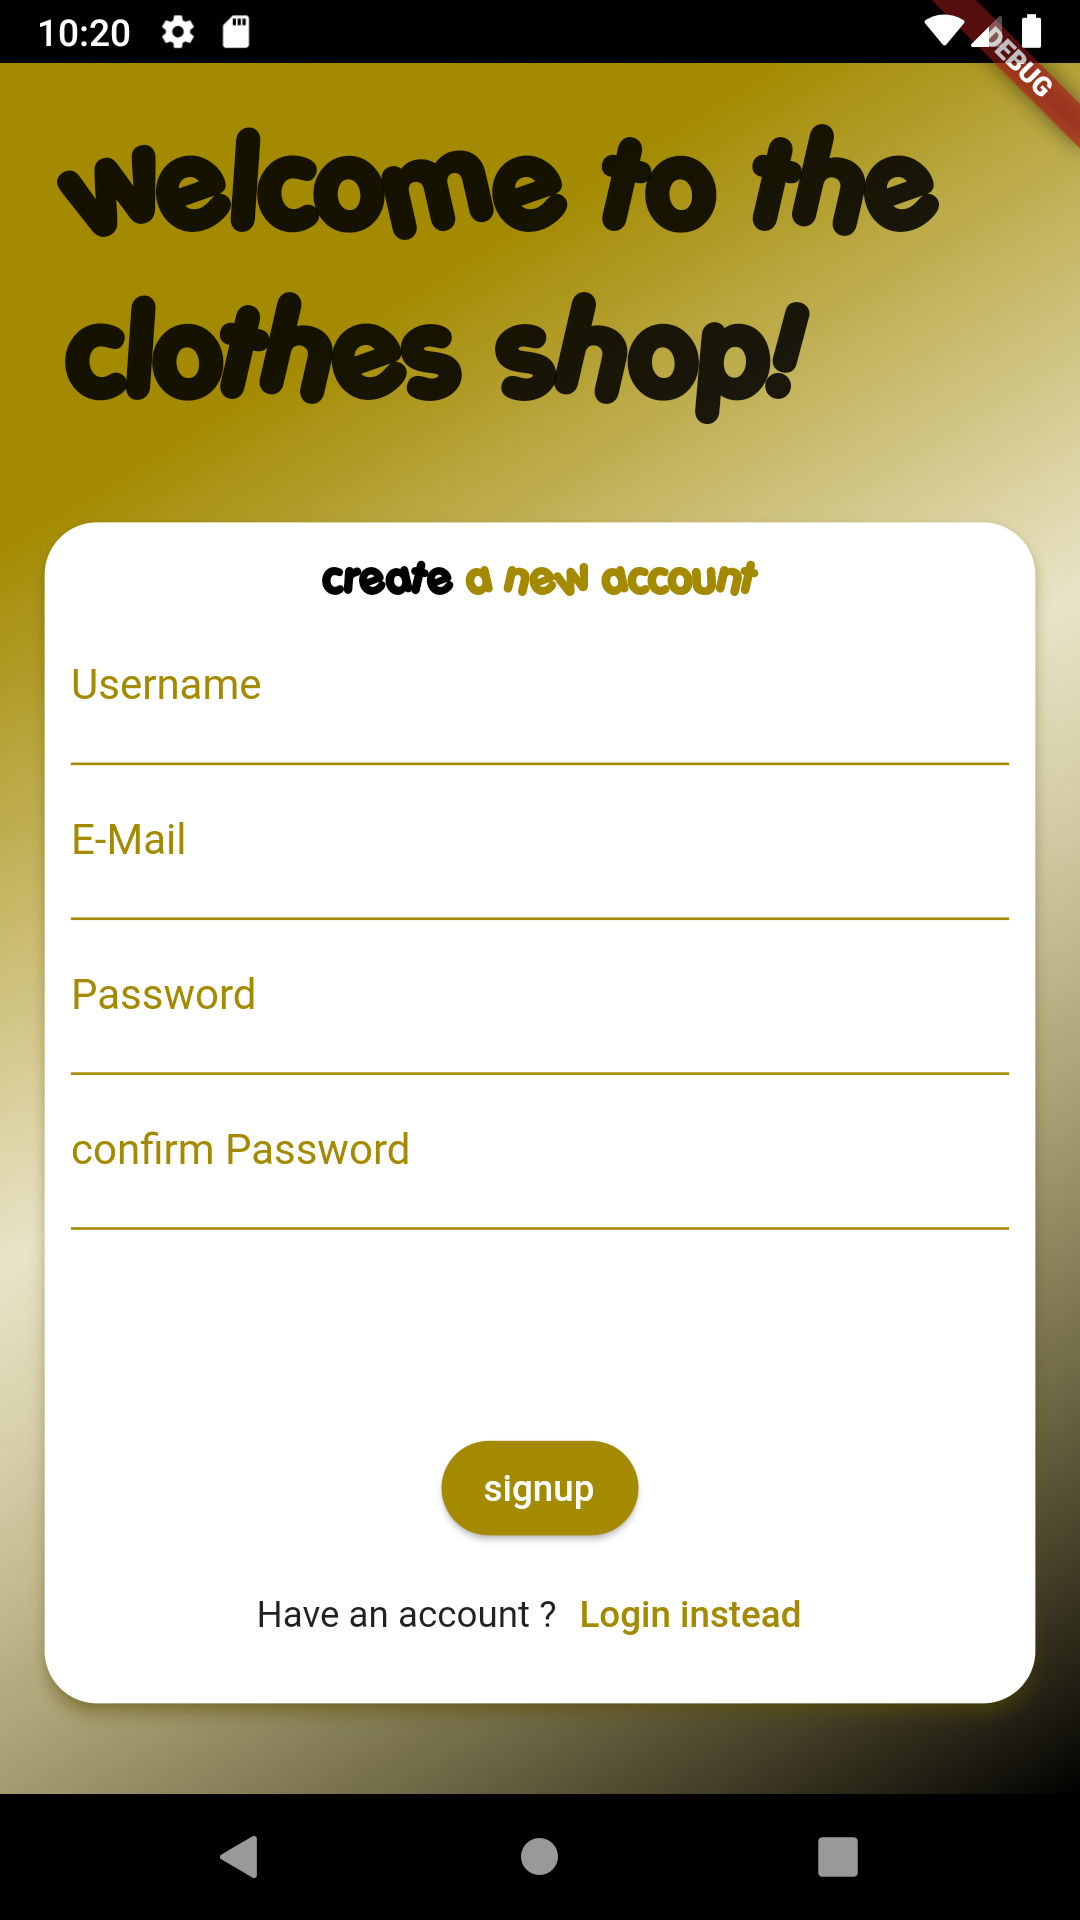 10:20
DEBUG
welcome to the
clothes shop!
create a new account
Username
E-Mail
Password
confirm Password
signup
Have an account ? Login instead